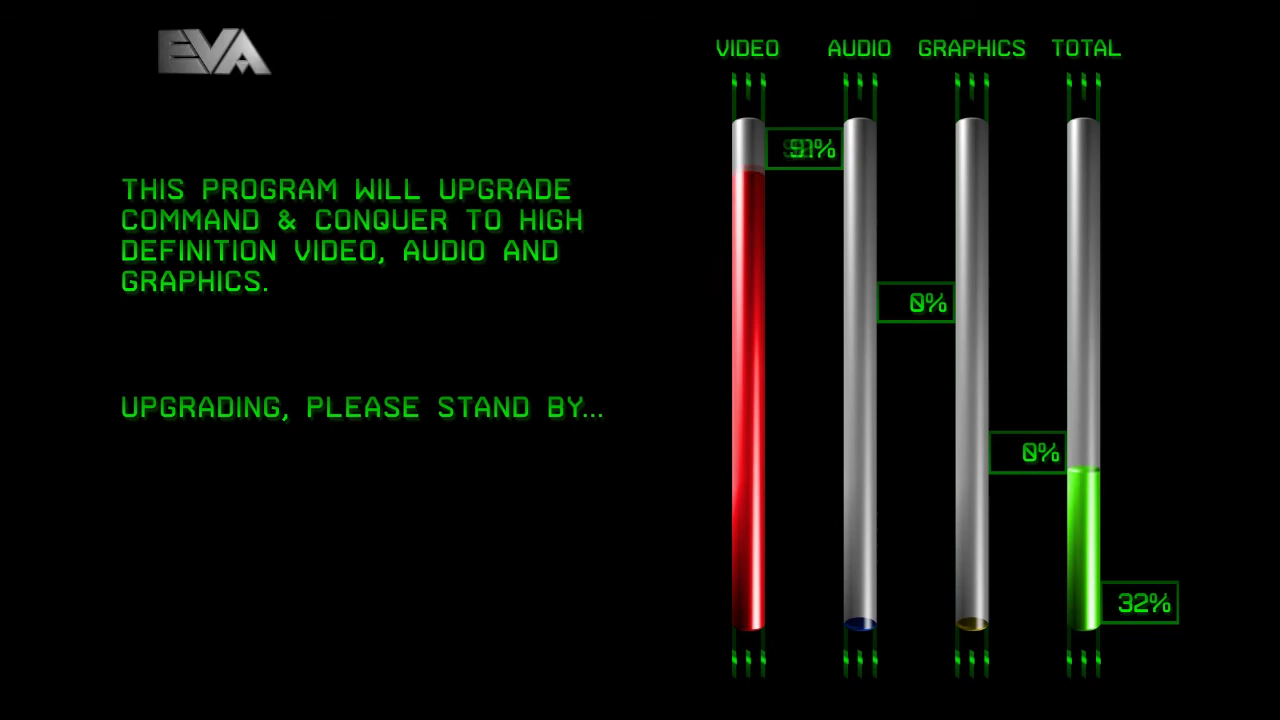 EVA
VIDEO AUDIO GRAPHICS TOTAL
THIS PROGRAM WILL UPGRADE
COMMAND & CONQUER TO HIGH
DEFINITION VIDEO, AUDIO AND
GRAPHICS.
UPGRADING, PLEASE STAND BY...
0%
0%
32%